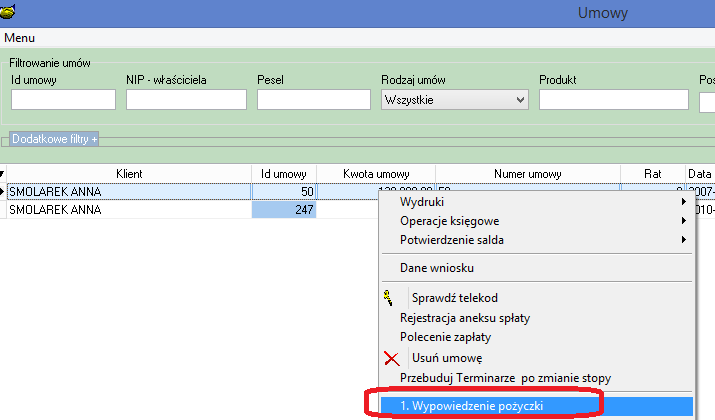 Umowy
Menu
Filtrowanie umów
Id umowy NIP - właściciela Pesel Rodzaj umów Produkt Pos
Wszystkie
Dodatkowe filtry +
Klient Id umowy Kwota umowy Numer umowy Rat Data
SMOLAREK ANNA 50 2007-
SMOLAREK ANNA 247 2010-
Wydruki
Operacje księgowe
Potwierdzenie salda
Dane wniosku
Sprawdź telekod
Rejestracja aneksu spłaty
Polecenie zapłaty
Usuń umowę
Przebuduj Terminarze po zmianie stopy
1. Wypowiedzenie pożyczki